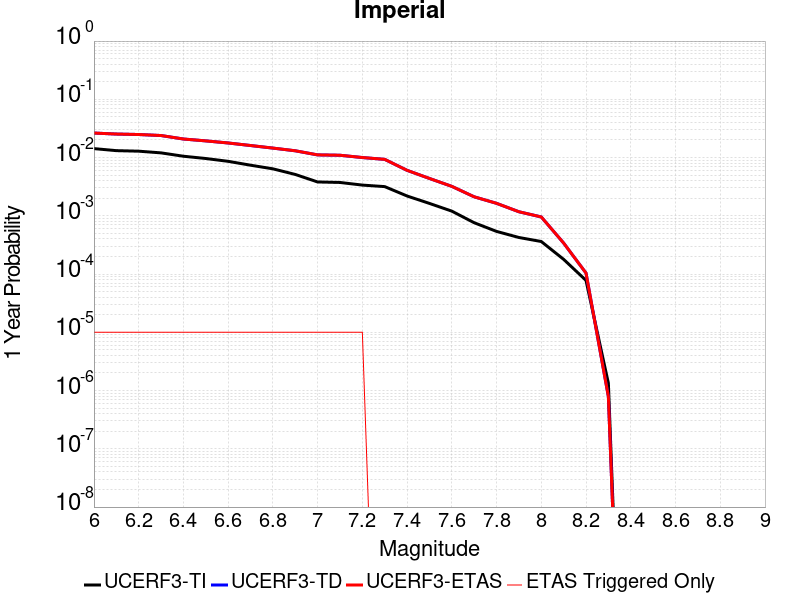 Imperial
1 Year Probability
10^0
10^-1
10^-2
10^-3
10^-4
10^-5
10^-6
10^-7
10^-8
6 6.2 6.4 6.6 6.8 7 7.2 7.4 7.6 7.8 8 8.2 8.4 8.6 8.8 9
Magnitude
UCERF3-TI UCERF3-TD UCERF3-ETAS ETAS Triggered Only